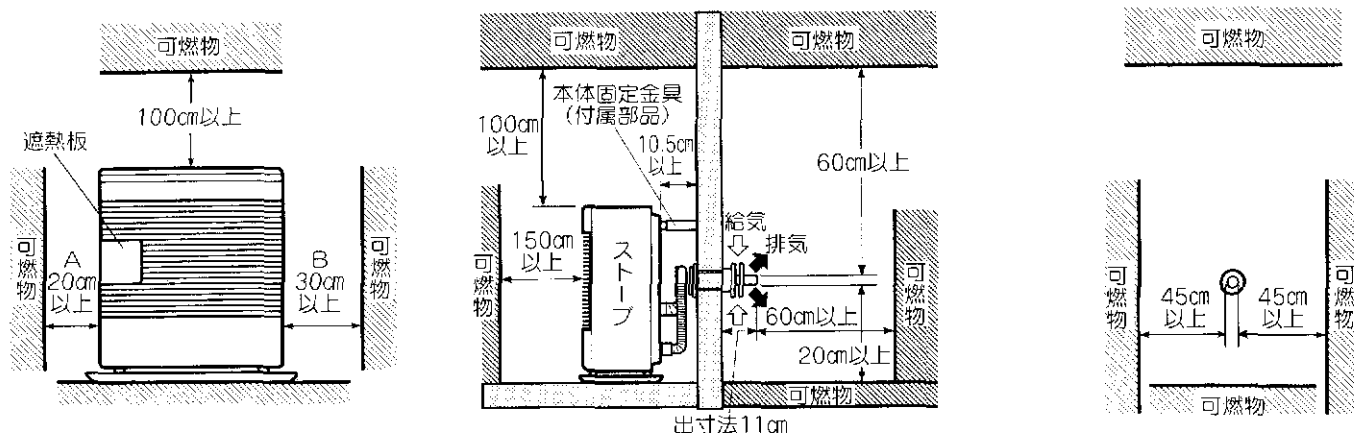 可燃物
100cm以上
遮熱板
可燃物
A
20cm
以上
B
30cm
以上
可燃物
可燃物
可燃物
本体固定金具
(付属部品)
100cm
以上
10.5cm
以上
60cm以上
給気
排気
150cm
以上
ストーブ
可燃物
可燃物
60cm以上
20cm以上
可燃物
出寸法11cm
可燃物
可燃物
45cm
以上
45cm
以上
可燃物
可燃物